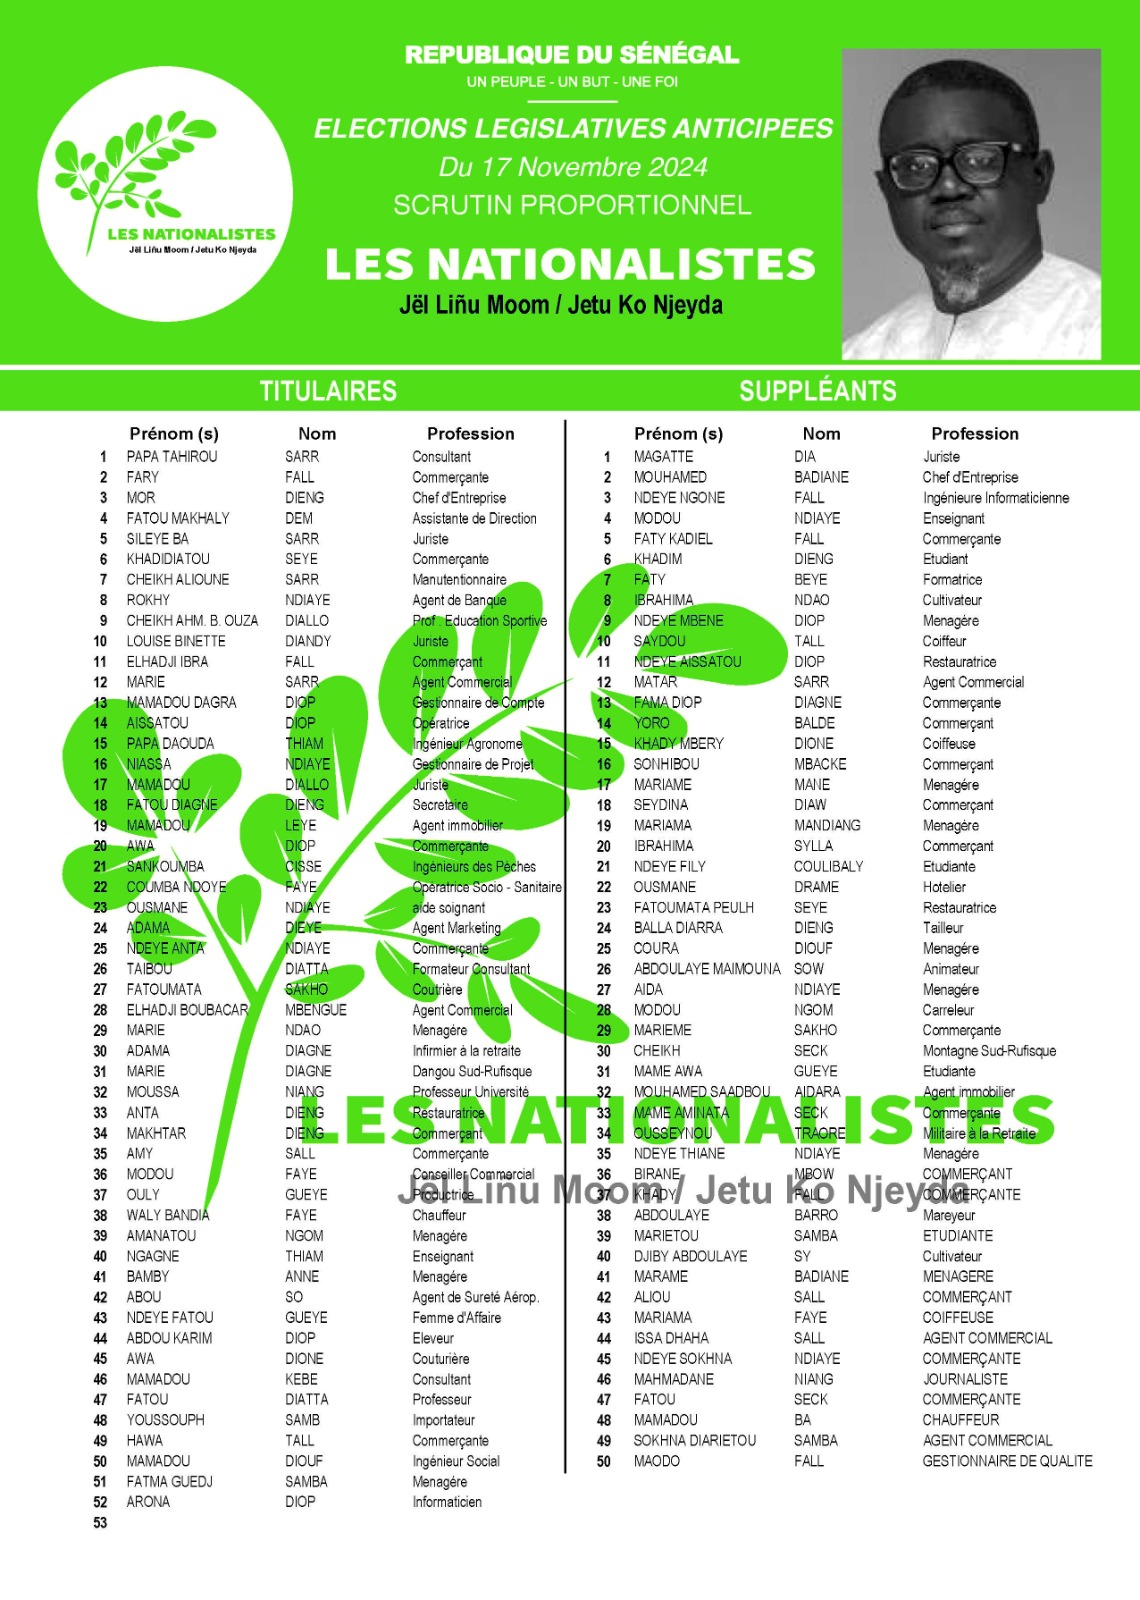 REPUBLIQUE DU SÉNÉGAL
UN PEUPLE - UN BUT - UNE FOI
ELECTIONS LEGISLATIVES ANTICIPEES
Du 17 Novembre 2024
SCRUTIN PROPORTIONNEL
LES NATIONALISTES
Jël Liñu Moom / Jetu Ko Njeyda
LES NATIONALISTES
Jël Liñu Moom / Jetu Ko Njeyda
TITULAIRES
Prénom (s) Nom Profession
1 PAPA TAHIROU SARR Consultant
2 FARY FALL Commerçante
3 MOR DIENG Chef d'Entreprise
4 FATOU MAKHALY DEM Assistante de Direction
5 SILEYE BA SARR Juriste
6 KHADIDIATOU SEYE Commerçante
7 CHEIKH ALIOUNE SARR Manutentionnaire
8 ROKHY NDIAYE Agent de Banque
9 CHEIKH AHM. B. OUZA DIALLO Prof . Education Sportive
10 LOUISE BINETTE DIANDY Juriste
11 ELHADJI IBRA FALL Commerçant
12 MARIE SARR Agent Commercial
13 MAMADOU DAGRA DIOP Gestionnaire de Compte
14 AISSATOU DIOP Opératrice
15 PAPA DAOUDA THIAM Ingénieur Agronome
16 NIASSA NDIAYE Gestionnaire de Projet
17 MAMADOU DIALLO Juriste
18 FATOU DIAGNE DIENG Secretaire
19 MAMADOU LEYE Agent immobilier
20 AWA DIOP Commerçante
21 SANKOUMBA CISSE Ingénieurs des Pèches
22 COUMBA NDOYE FAYE Opératrice Socio - Sanitaire
23 OUSMANE NDIAYE aide soignant
24 ADAMA DIEYE Agent Marketing
25 NDEYE ANTA NDIAYE Commerçante
26 TAIBOU DIATTA Formateur Consultant
27 FATOUMATA SAKHO Coutrière
28 ELHADJI BOUBACAR MBENGUE Agent Commercial
29 MARIE NDAO Menagére
30 ADAMA DIAGNE Infirmier à la retraite
31 MARIE DIAGNE Dangou Sud-Rufisque
32 MOUSSA NIANG Professeur Université
33 ANTA DIENG Restauratrice
34 MAKHTAR DIENG Commerçant
35 AMY SALL Commerçante
36 MODOU FAYE Conseiller Commercial
37 OULY GUEYE Productrice
38 WALY BANDIA FAYE Chauffeur
39 AMANATOU NGOM Menagére
40 NGAGNE THIAM Enseignant
41 BAMBY ANNE Menagére
42 ABOU SO Agent de Sureté Aérop.
43 NDEYE FATOU GUEYE Femme d'Affaire
44 ABDOU KARIM DIOP Eleveur
45 AWA DIONE Couturière
46 MAMADOU KEBE Consultant
47 FATOU DIATTA Professeur
48 YOUSSOUPH SAMB Importateur
49 HAWA TALL Commerçante
50 MAMADOU DIOUF Ingénieur Social
51 FATMA GUEDJ SAMBA Menagére
52 ARONA DIOP Informaticien
53
SUPPLÉANTS
Prénom (s) Nom Profession
1 MAGATTE DIA Juriste
2 MOUHAMED BADIANE Chef d'Entreprise
3 NDEYE NGONE FALL Ingénieure Informaticienne
4 MODOU NDIAYE Enseignant
5 FATY KADIEL FALL Commerçante
6 KHADIM DIENG Etudiant
7 FATY BEYE Formatrice
8 IBRAHIMA NDAO Cultivateur
9 NDEYE MBENE DIOP Menagére
10 SAYDOU TALL Coiffeur
11 NDEYE AISSATOU DIOP Restauratrice
12 MATAR SARR Agent Commercial
13 FAMA DIOP DIAGNE Commerçante
14 YORO BALDE Commerçant
15 KHADY MBERY DIONE Coiffeuse
16 SONHIBOU MBACKE Commerçant
17 MARIAME MANE Menagére
18 SEYDINA DIAW Commerçant
19 MARIAMA MANDIANG Menagére
20 IBRAHIMA SYLLA Commerçant
21 NDEYE FILY COULIBALY Etudiante
22 OUSMANE DRAME Hotelier
23 FATOUMATA PEULH SEYE Restauratrice
24 BALLA DIARRA DIENG Tailleur
25 COURA DIOUF Menagére
26 ABDOULAYE MAIMOUNA SOW Animateur
27 AIDA NDIAYE Menagére
28 MODOU NGOM Carreleur
29 MARIEME SAKHO Commerçante
30 CHEIKH SECK Montagne Sud-Rufisque
31 MAME AWA GUEYE Etudiante
32 MOUHAMED SAADBOU AIDARA Agent immobilier
33 MAME AMINATA SECK Commerçante
34 OUSSEYNOU TRAORE Militaire à la Retraite
35 NDEYE THIANE NDIAYE Menagére
36 BIRANE MBOW COMMERÇANT
37 KHADY FALL COMMERÇANTE
38 ABDOULAYE BARRO Mareyeur
39 MARIETOU SAMBA ETUDIANTE
40 DJIBY ABDOULAYE SY Cultivateur
41 MARAME BADIANE MENAGERE
42 ALIOU SALL COMMERÇANT
43 MARIAMA FAYE COIFFEUSE
44 ISSA DHAHA SALL AGENT COMMERCIAL
45 NDEYE SOKHNA NDIAYE COMMERÇANTE
46 MAHMADANE NIANG JOURNALISTE
47 FATOU SECK COMMERÇANTE
48 MAMADOU BA CHAUFFEUR
49 SOKHNA DIARIETOU SAMBA AGENT COMMERCIAL
50 MAODO FALL GESTIONNAIRE DE QUALITE
LES NATIONALISTES
Jël Liñu Moom / Jetu Ko Njeyda